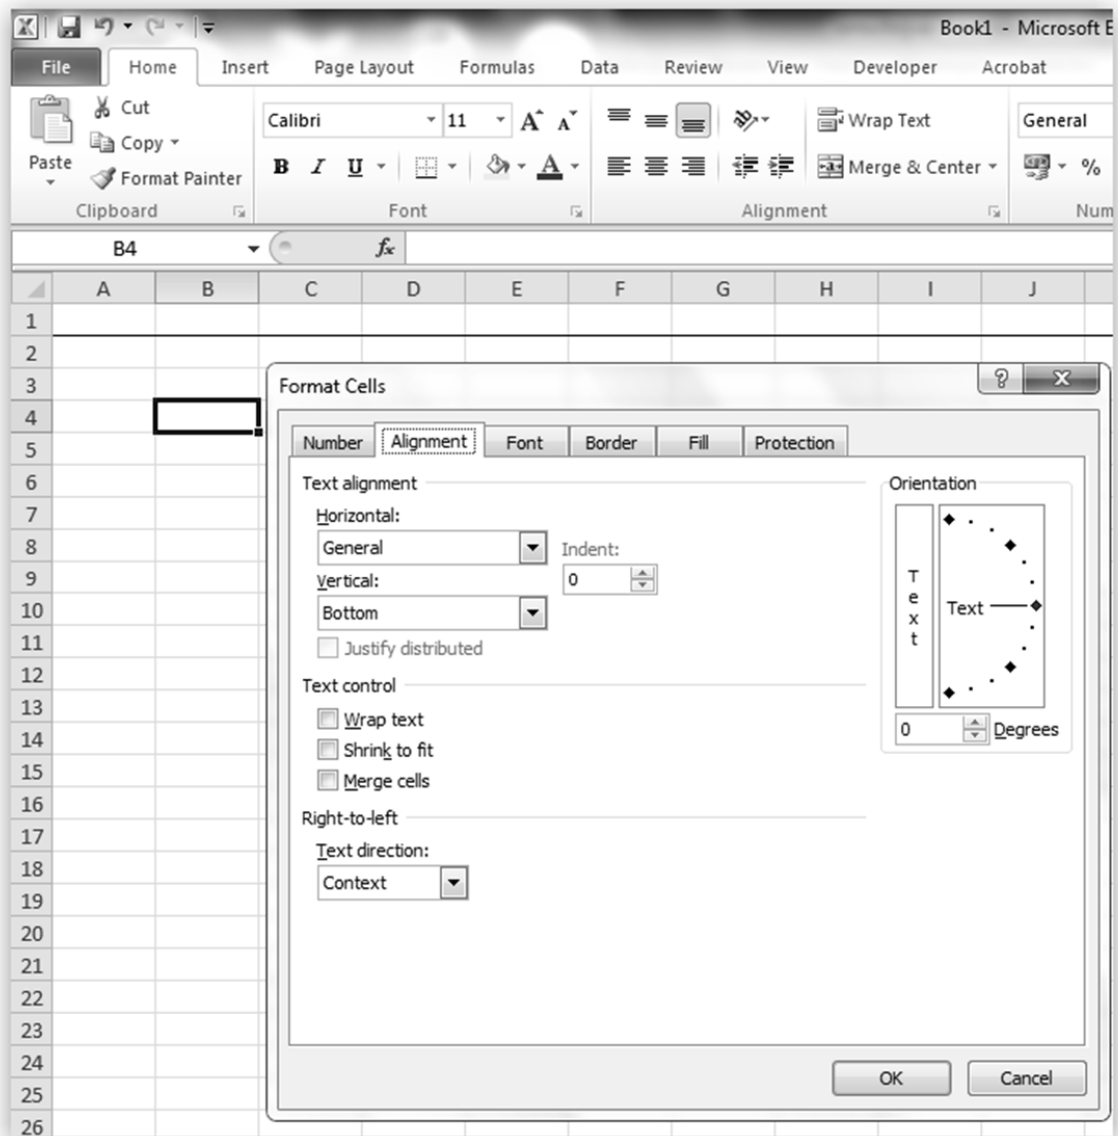 Book1 - Microsoft E
File Home Insert Page Layout Formulas Data Review View Developer Acrobat
Cut
Calibri 11 Wrap Text General
Copy
Paste B I U A Merge & Center %
Format Painter
Clipboard Font Alignment Num
B4 fx
A B C D E F G H I J
1
2
3
4
5
6
7
8
9
10
11
12
13
14
15
16
17
18
19
20
21
22
23
24
25
26
Format Cells
Number Alignment Font Border Fill Protection
Text alignment
Horizontal:
General
Indent:
0
Vertical:
Bottom
Justify distributed
Text control
Wrap text
Shrink to fit
Merge cells
Right-to-left
Text direction:
Context
Orientation
Text
Text
0 Degrees
OK Cancel